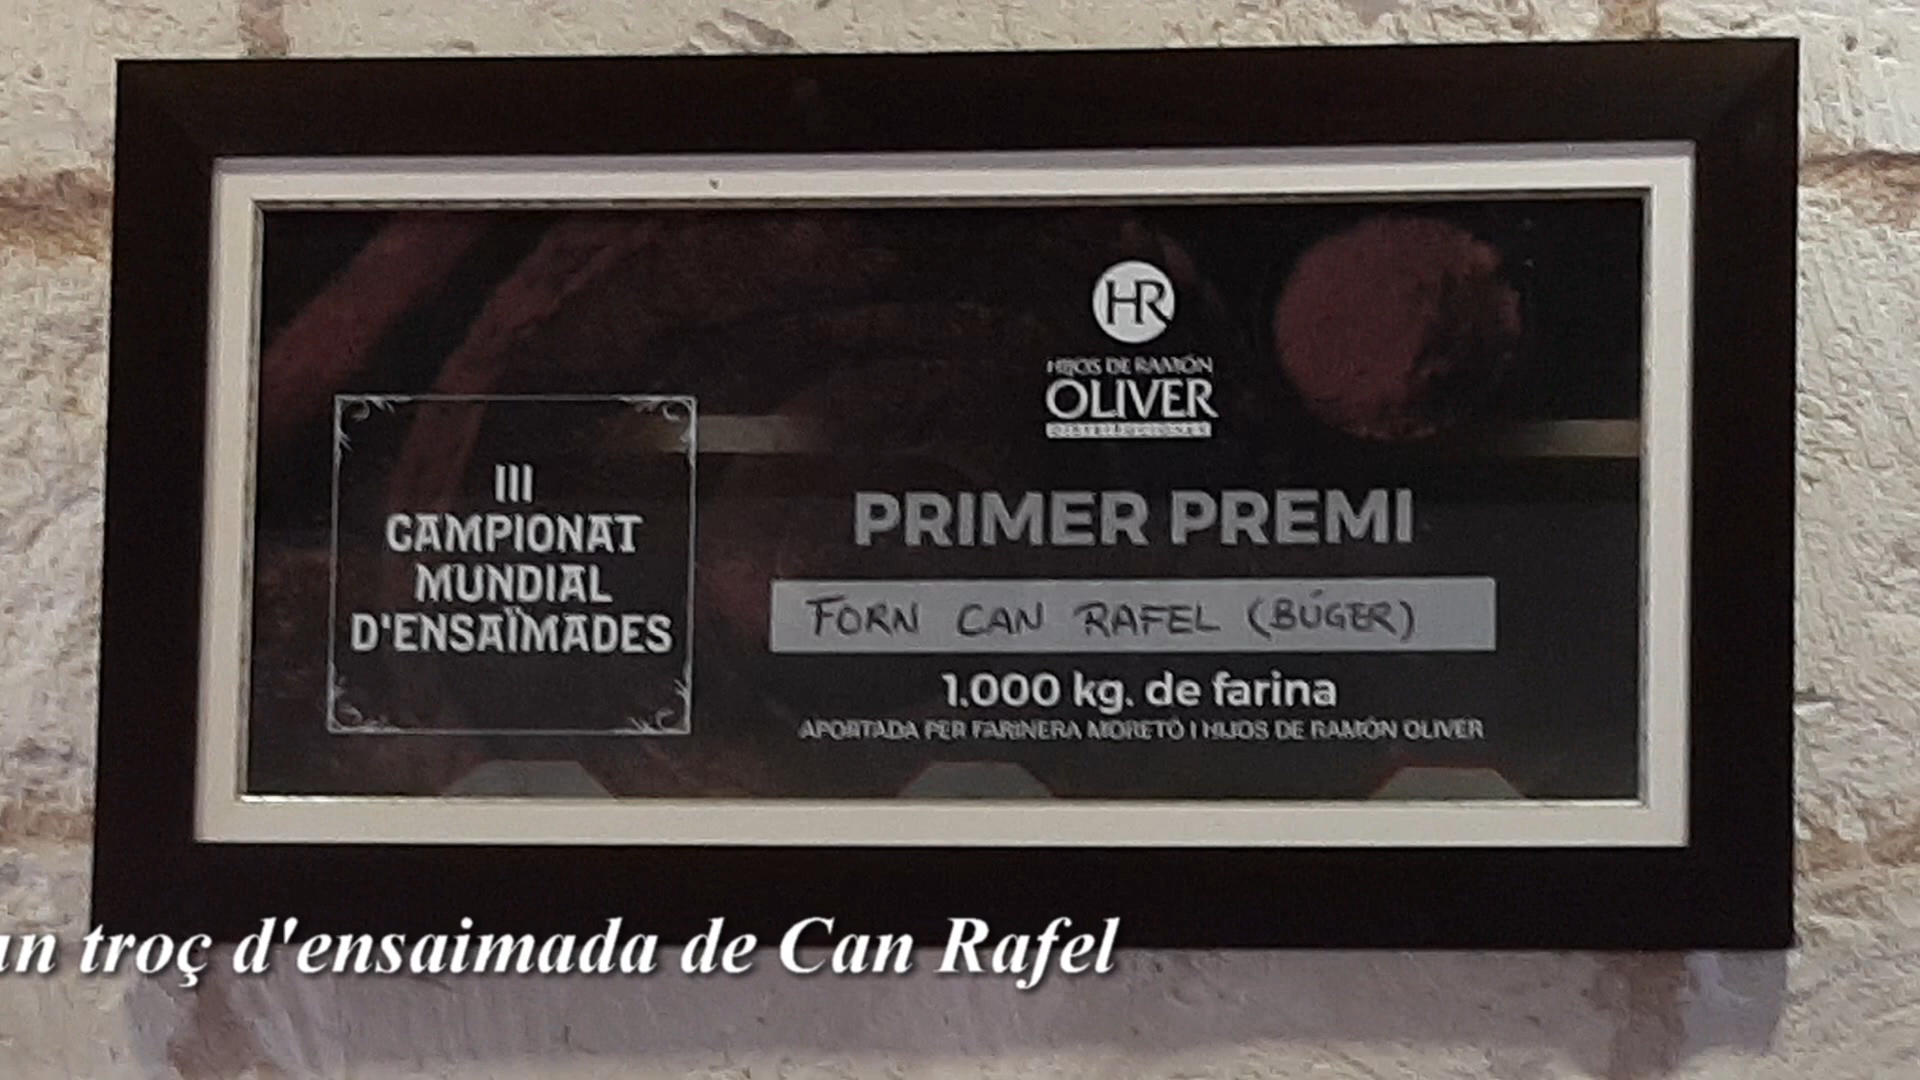 HR
HIJOS DE RAMÓN
OLIVER
III
CAMPIONAT
MUNDIAL
D'ENSAÏMADES
PRIMER PREMI
FORN CAN RAFEL (BÚGER)
1.000 kg. de farina
APORTADA PER FARINERA MORETÓ I HIJOS DE RAMÓN OLIVER
troç d'ensaimada de Can Rafel